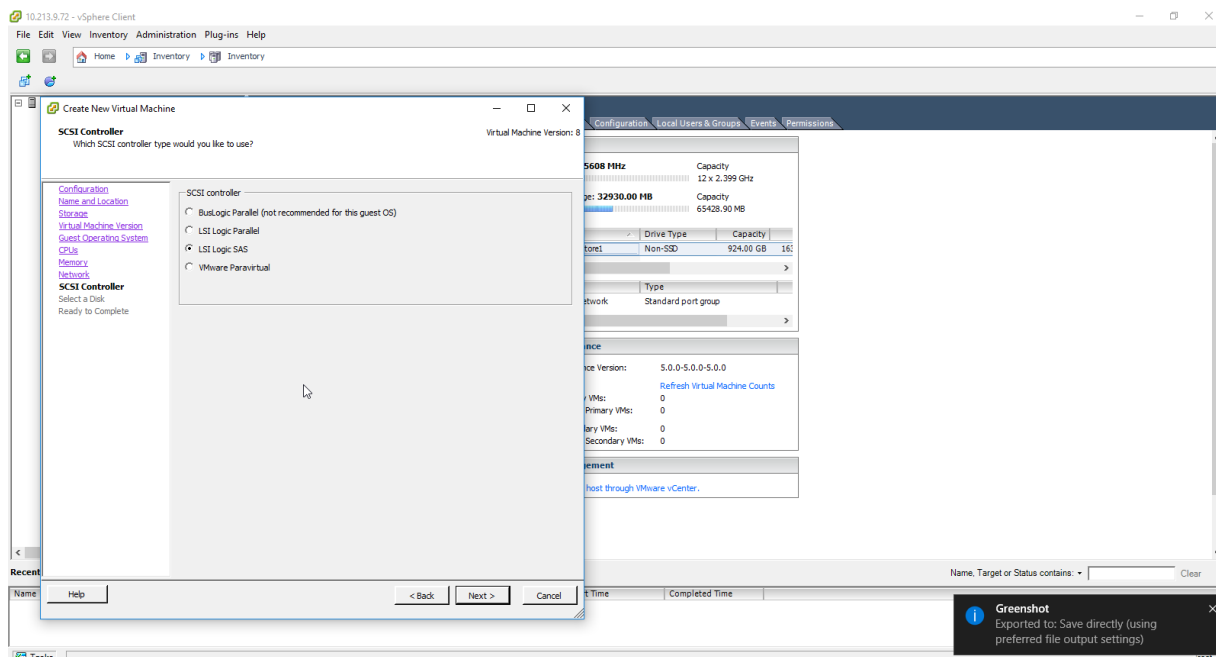 10.213.9.72 - vSphere Client
File Edit View Inventory Administration Plug-ins Help
Home Inventory Inventory
Create New Virtual Machine
SCSI Controller
Which SCSI controller type would you like to use?
Virtual Machine Version: 8
Configuration
Name and Location
Storage
Virtual Machine Version
Guest Operating System
CPUs
Memory
Network
SCSI Controller
Select a Disk
Ready to Complete
SCSI controller
BusLogic Parallel (not recommended for this guest OS)
LSI Logic Parallel
LSI Logic SAS
VMware Paravirtual
Help < Back Next > Cancel
Configuration Local Users & Groups Events Permissions
5608 MHz Capacity
12 x 2.399 GHz
ge: 32930.00 MB Capacity
65428.90 MB
Drive Type Capacity
tore1 Non-SSD 924.00 GB 163
Type
etwork Standard port group
nce
nce Version: 5.0.0-5.0.0-5.0.0
Refresh Virtual Machine Counts
VMs: 0
Primary VMs: 0
dary VMs: 0
Secondary VMs: 0
gement
host through VMware vCenter.
Recent
Name, Target or Status contains: Clear
Name t Time Completed Time
Greenshot
Exported to: Save directly (using
preferred file output settings)
Tasks